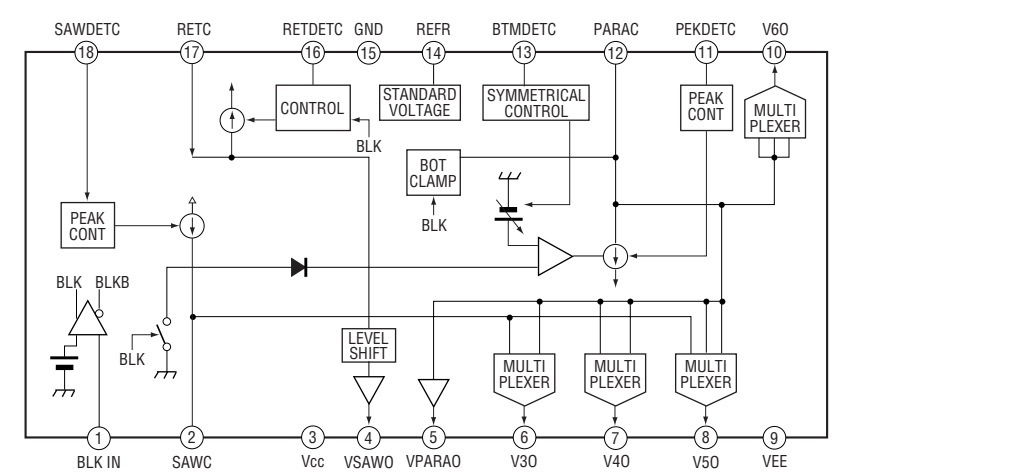 SAWDETC RETC RETDETC GND REFR BTMDETC PARAC PEKDETC V6O
18 17 16 15 14 13 12 11 10
CONTROL
STANDARD
VOLTAGE
SYMMETRICAL
CONTROL
PEAK
CONT
MULTI
PLEXER
BLK
BOT
CLAMP
BLK
PEAK
CONT
BLK BLKB
BLK
LEVEL
SHIFT
MULTI
PLEXER
MULTI
PLEXER
MULTI
PLEXER
1 2 3 4 5 6 7 8 9
BLK IN SAWC Vcc VSAWO VPARAO V3O V4O V5O VEE